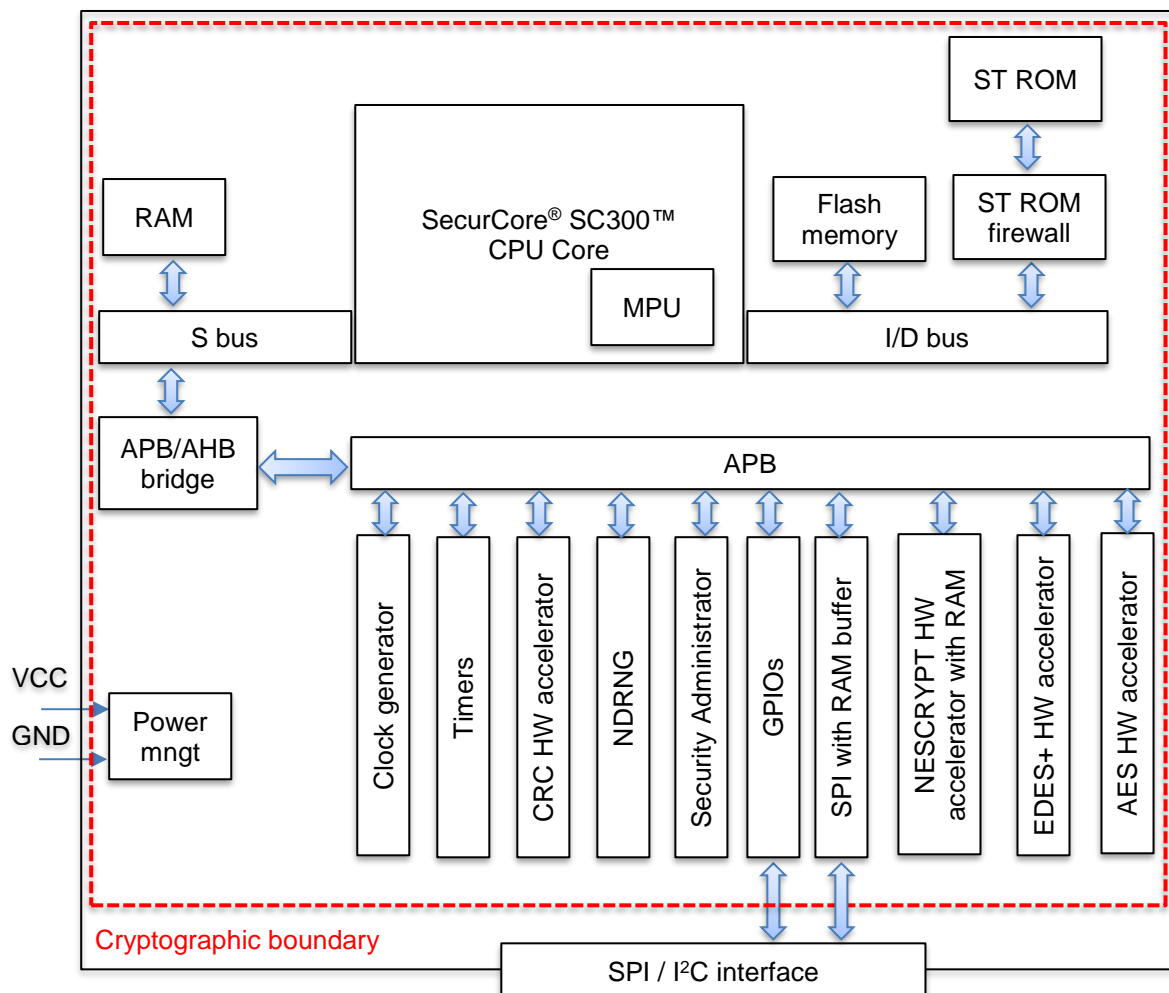 ST ROM
RAM
SecurCore® SC300™
CPU Core
MPU
Flash
memory
ST ROM
firewall
S bus
I/D bus
APB/AHB
bridge
APB
VCC
GND
Power
mngt
Clock generator
Timers
CRC HW accelerator
NDRNG
Security Administrator
GPIOs
SPI with RAM buffer
NESCRYPT HW
accelerator with RAM
EDES+ HW accelerator
AES HW accelerator
Cryptographic boundary
SPI / I²C interface